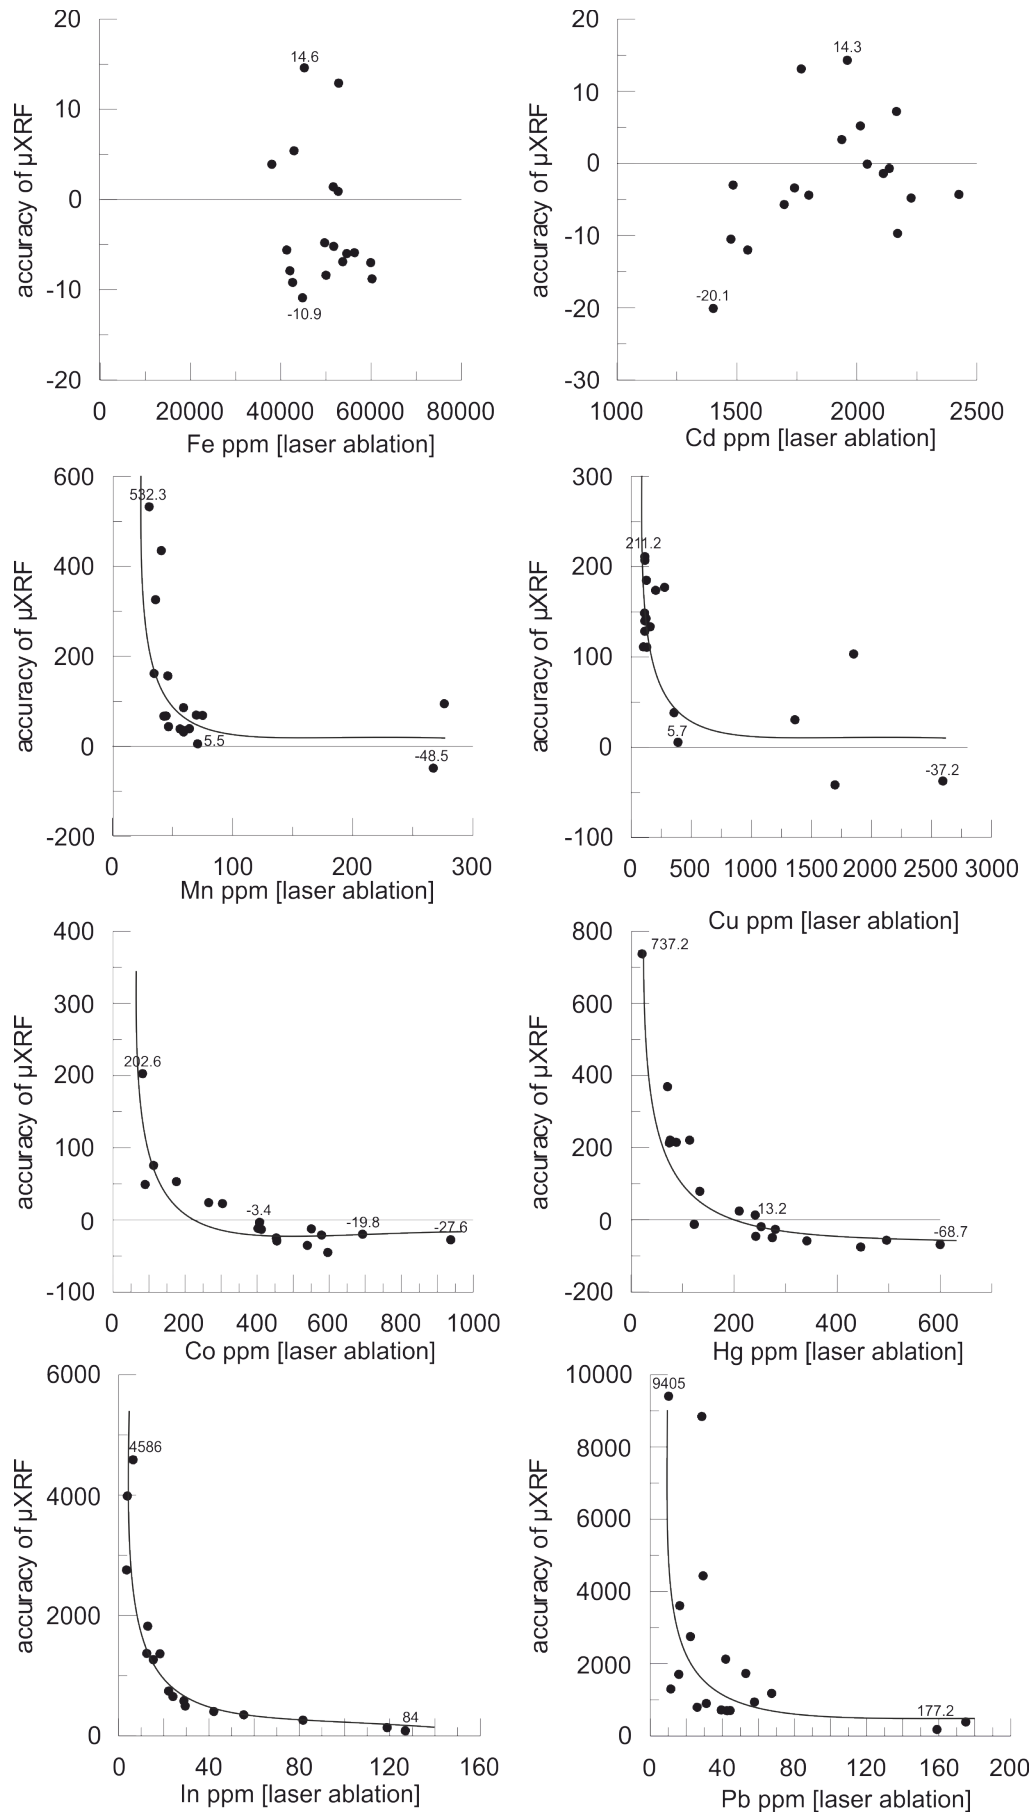 20
10
0
-10
-20
accuracy of µXRF
14.6
-10.9
0 20000 40000 60000 80000
Fe ppm [laser ablation]
20
10
0
-10
-20
-30
accuracy of µXRF
14.3
-20.1
1000 1500 2000 2500
Cd ppm [laser ablation]
600
400
200
0
-200
accuracy of µXRF
532.3
5.5
-48.5
0 100 200 300
Mn ppm [laser ablation]
300
200
100
0
-100
accuracy of µXRF
211.2
5.7
-37.2
0 500 1000 1500 2000 2500 3000
Cu ppm [laser ablation]
400
300
200
100
0
-100
accuracy of µXRF
202.6
-3.4
-19.8
-27.6
0 200 400 600 800 1000
Co ppm [laser ablation]
800
600
400
200
0
-200
accuracy of µXRF
737.2
13.2
-68.7
0 200 400 600
Hg ppm [laser ablation]
6000
4000
2000
0
accuracy of µXRF
4586
84
0 40 80 120 160
In ppm [laser ablation]
10000
8000
6000
4000
2000
0
accuracy of µXRF
9405
177.2
0 40 80 120 160 200
Pb ppm [laser ablation]